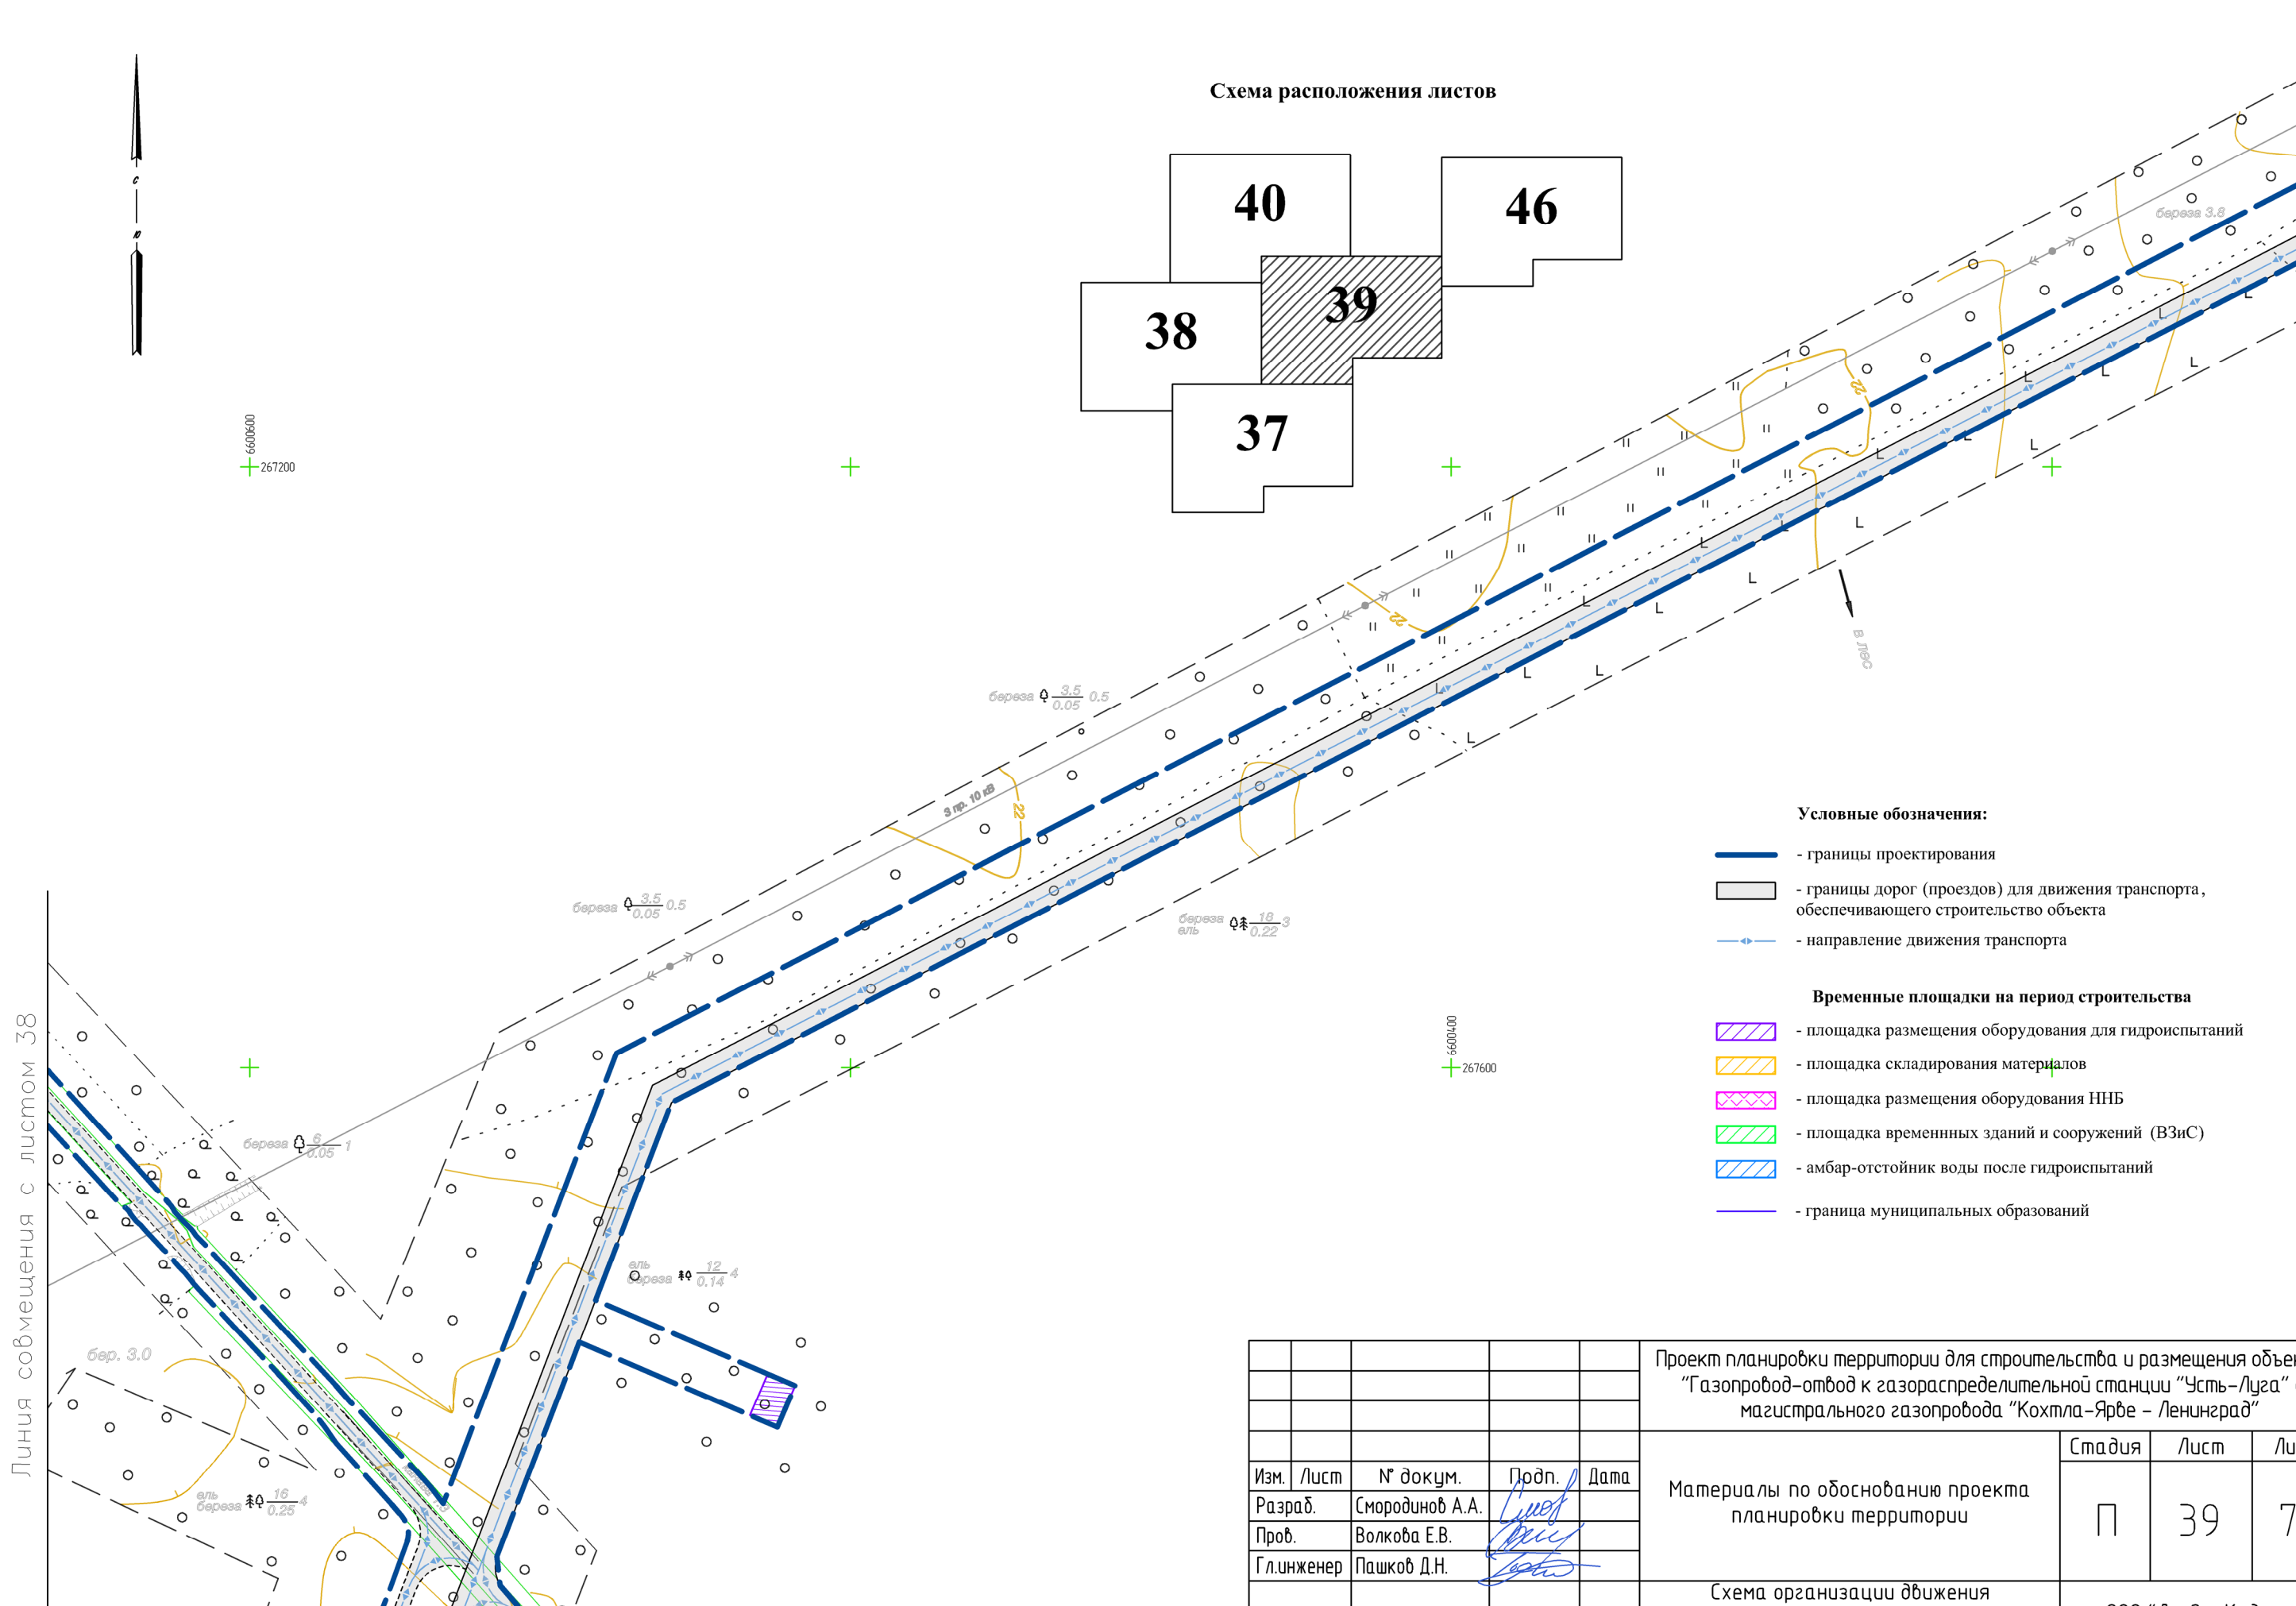 Схема расположения листов
40
46
39
38
37
с
ю
6600600
267200
береза 3.8
22
22
в лес
береза 3.5 0.5
0.05
3 пр. 10 кВ
22
береза 3.5 0.5
0.05
береза 18 3
ель 0.22
6600400
267600
Линия совмещения с листом 38
береза 6 1
0.05
ель 12 4
береза 0.14
бер. 3.0
ель 16 4
береза 0.25
Условные обозначения:
- границы проектирования
- границы дорог (проездов) для движения транспорта,
обеспечивающего строительство объекта
- направление движения транспорта
Временные площадки на период строительства
- площадка размещения оборудования для гидроиспытаний
- площадка складирования материалов
- площадка размещения оборудования ННБ
- площадка временнных зданий и сооружений (ВЗиС)
- амбар-отстойник воды после гидроиспытаний
- граница муниципальных образований
Проект планировки территории для строительства и размещения
"Газопровод-отвод к газораспределительной станции "Усть-Луга"
магистрального газопровода "Кохтла-Ярве - Ленинград"
Изм. Лист N° докум. Подп. Дата
Разраб. Смородинов А.А.
Пров. Волкова Е.В.
Гл.инженер Пашков Д.Н.
Материалы по обоснованию проекта
планировки территории
Стадия Лист
П 39 7
Схема организации движения